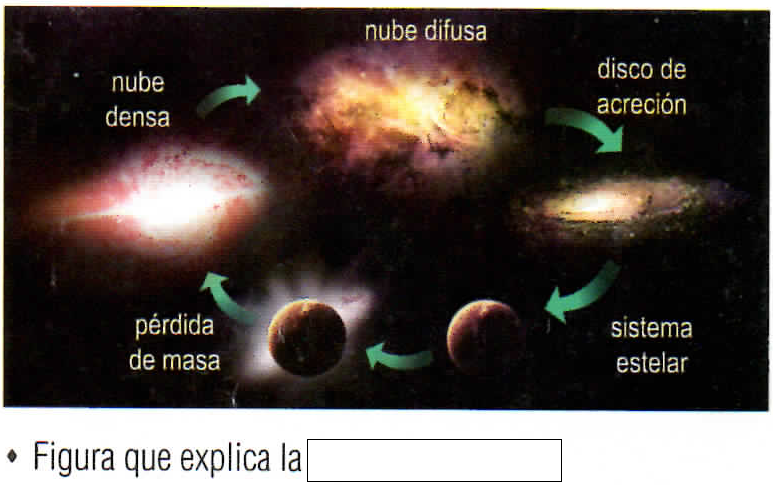 nube difusa
nube
densa
disco de
acreción
pérdida
de masa
sistema
estelar
• Figura que explica la